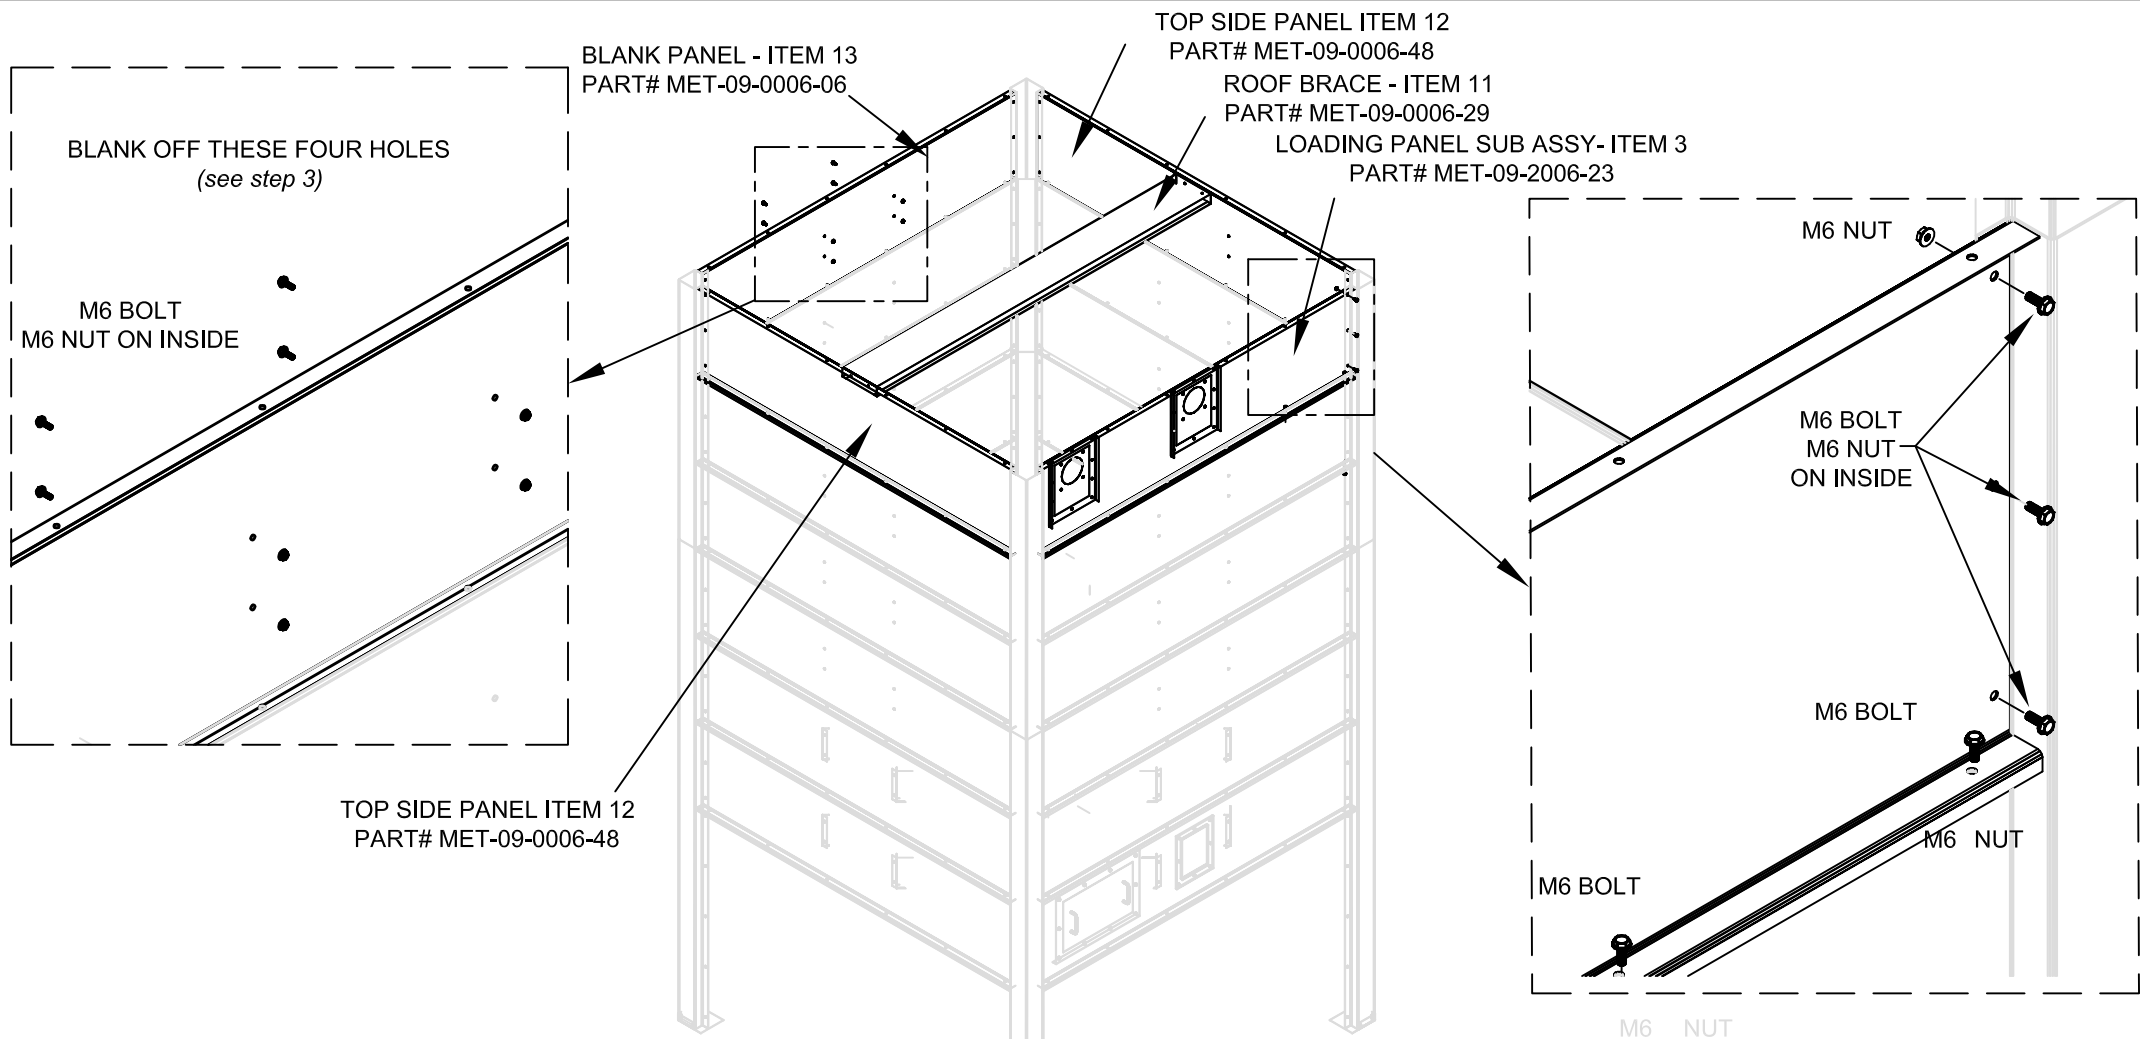 TOP SIDE PANEL ITEM 12
PART# MET-09-0006-48
BLANK PANEL - ITEM 13
PART# MET-09-0006-06
ROOF BRACE - ITEM 11
PART# MET-09-0006-29
LOADING PANEL SUB ASSY- ITEM 3
PART# MET-09-2006-23
BLANK OFF THESE FOUR HOLES
(see step 3)
M6 BOLT
M6 NUT ON INSIDE
M6 NUT
M6 BOLT
M6 NUT
ON INSIDE
M6 BOLT
M6 NUT
M6 BOLT
M6 NUT
TOP SIDE PANEL ITEM 12
PART# MET-09-0006-48